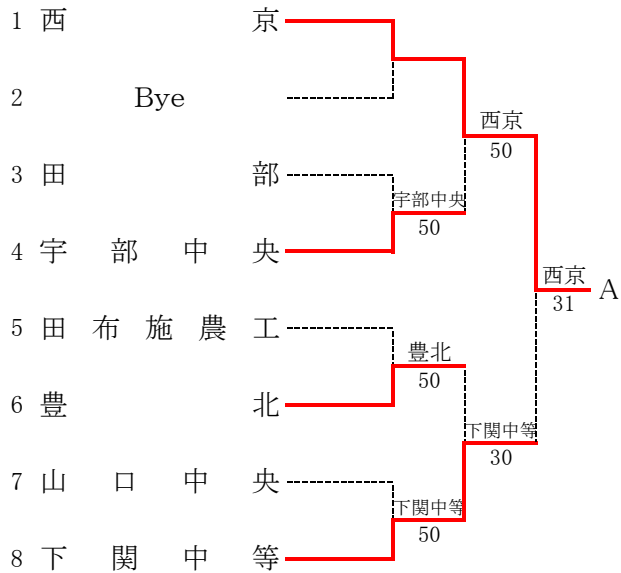 1 西京
2 Bye
3 田部
4 宇部中央
5 田布施農工
6 豊北
7 山口中央
8 下関中等
宇部中央
50
豊北
50
下関中等
50
西京
50
下関中等
30
西京
31
A